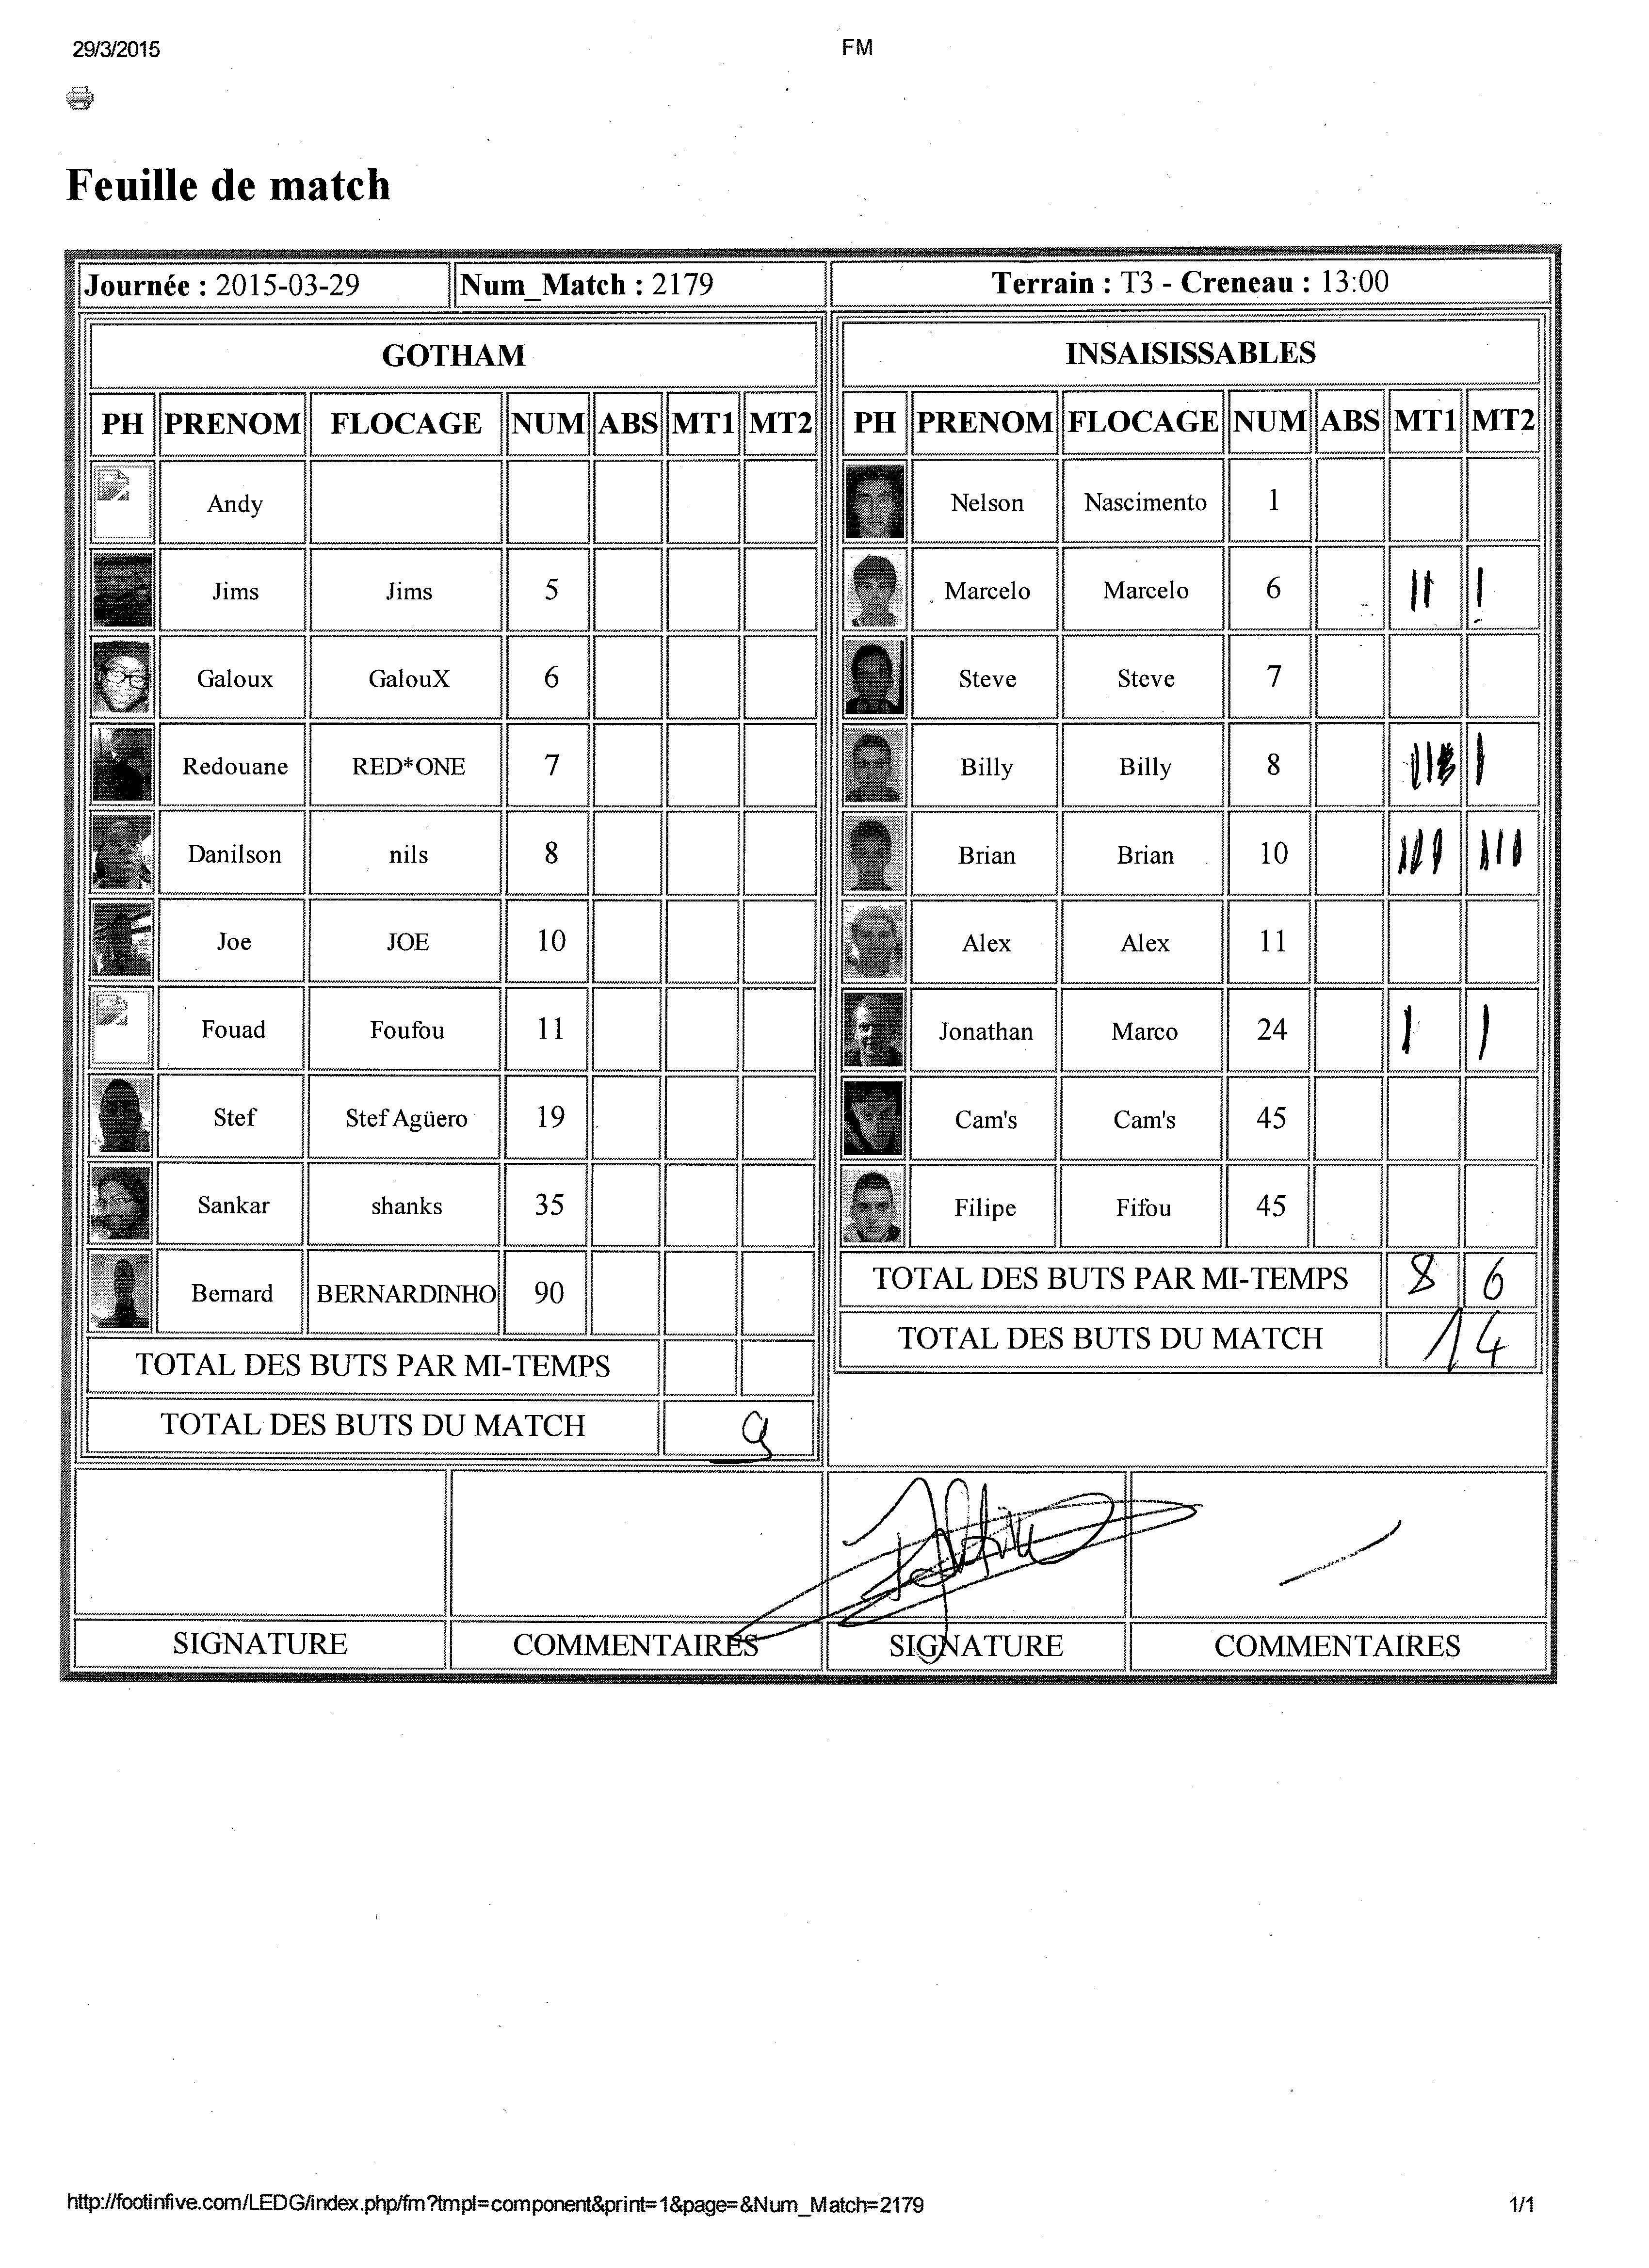 29/3/2015 FM
Feuille de match
Journée : 2015-03-29 Num_Match : 2179 Terrain : T3 - Creneau : 13:00
GOTHAM
PH PRENOM FLOCAGE NUM ABS MT1 MT2
Andy
Jims Jims 5
Galoux GalouX 6
Redouane RED*ONE 7
Danilson nils 8
Joe JOE 10
Fouad Foufou 11
Stef Stef Agüero 19
Sankar shanks 35
Bernard BERNARDINHO 90
TOTAL DES BUTS PAR MI-TEMPS
TOTAL DES BUTS DU MATCH 9
INSAISISSABLES
PH PRENOM FLOCAGE NUM ABS MT1 MT2
Nelson Nascimento 1
Marcelo Marcelo 6 || |
Steve Steve 7
Billy Billy 8 || |
Brian Brian 10 ||| |||
Alex Alex 11
Jonathan Marco 24 | |
Cam's Cam's 45
Filipe Fifou 45
TOTAL DES BUTS PAR MI-TEMPS 8 6
TOTAL DES BUTS DU MATCH 14
SIGNATURE COMMENTAIRES SIGNATURE COMMENTAIRES
http://footinfive.com/LEDG/index.php/fm?tmpl=component&print=1&page=&Num_Match=2179 1/1